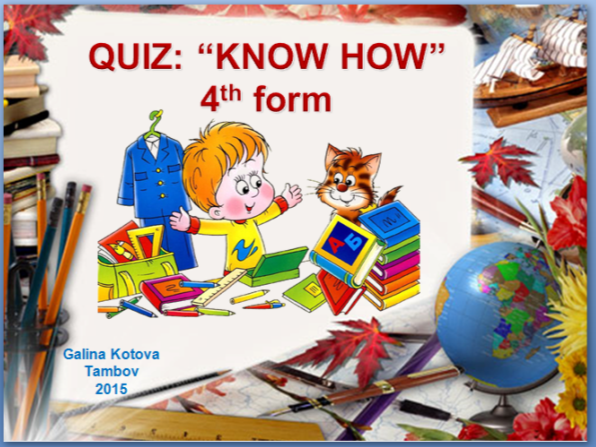 QUIZ: “KNOW HOW”
4th form
А Б
Galina Kotova
Tambov
2015